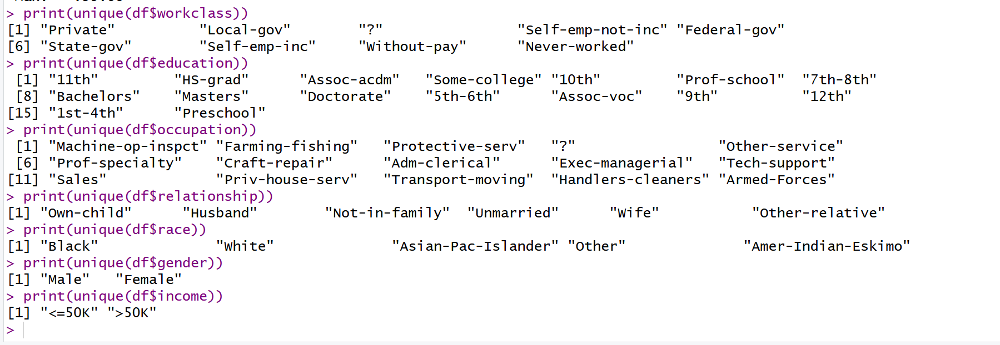 > print(unique(df$workclass))
[1] "Private"          "Local-gov"        "?"                "Self-emp-not-inc" "Federal-gov"
[6] "State-gov"        "Self-emp-inc"     "Without-pay"      "Never-worked"
> print(unique(df$education))
 [1] "11th"         "HS-grad"      "Assoc-acdm"   "Some-college" "10th"         "Prof-school"  "7th-8th"
 [8] "Bachelors"    "Masters"      "Doctorate"    "5th-6th"      "Assoc-voc"    "9th"          "12th"
[15] "1st-4th"      "Preschool"
> print(unique(df$occupation))
 [1] "Machine-op-inspct" "Farming-fishing"   "Protective-serv"   "?"                 "Other-service"
 [6] "Prof-specialty"    "Craft-repair"      "Adm-clerical"      "Exec-managerial"   "Tech-support"
[11] "Sales"             "Priv-house-serv"   "Transport-moving"  "Handlers-cleaners" "Armed-Forces"
> print(unique(df$relationship))
[1] "Own-child"      "Husband"        "Not-in-family"  "Unmarried"      "Wife"           "Other-relative"
> print(unique(df$race))
[1] "Black"              "White"              "Asian-Pac-Islander" "Other"              "Amer-Indian-Eskimo"
> print(unique(df$gender))
[1] "Male"   "Female"
> print(unique(df$income))
[1] "<=50K" ">50K"
>